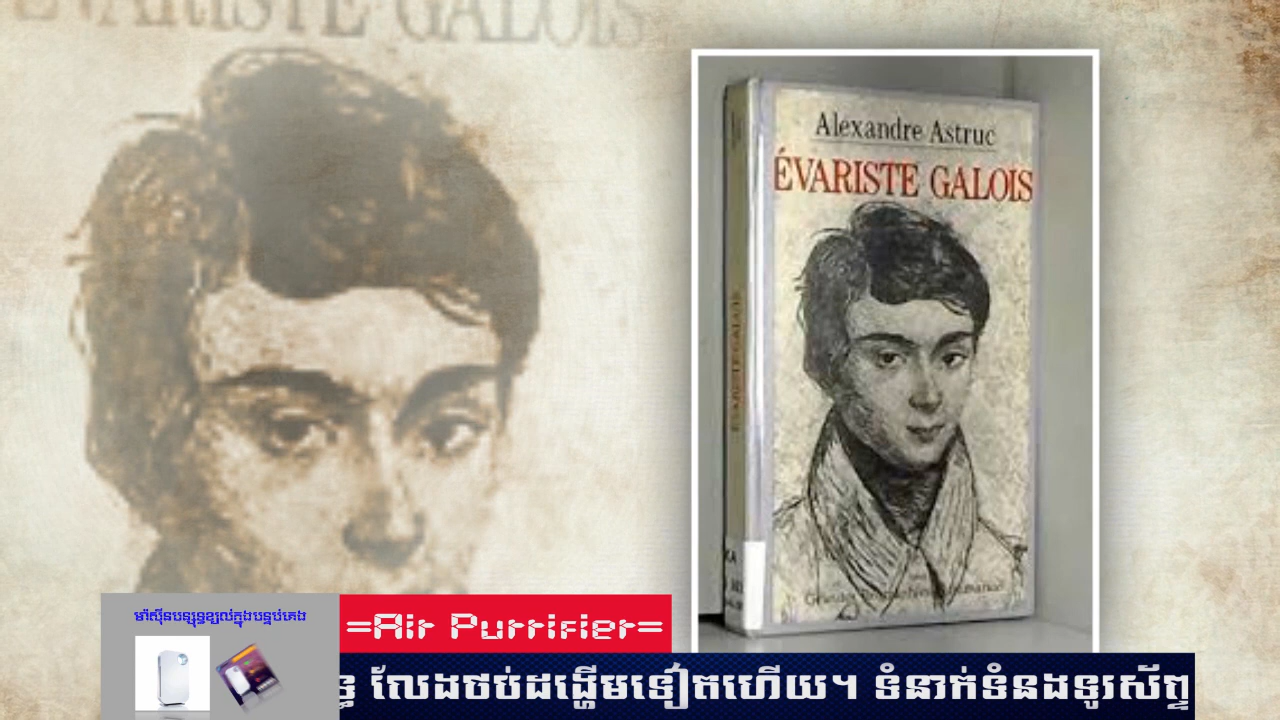 ÉVARISTE GALOIS
Alexandre Astruc
ÉVARISTE GALOIS
ÉVARISTE GALOIS
ម៉ាស៊ីនបន្សុទ្ធខ្យល់ក្នុងបន្ទប់គេង
=Air Purrifier=
លែងថប់ដង្ហើមទៀតហើយ។ ទំនាក់ទំនងទូរស័ព្ទ